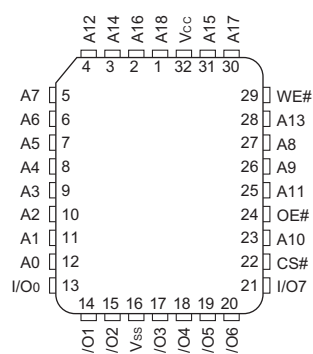 A12 A14 A16 A18 Vcc A15 A17
4 3 2 1 32 31 30
A7 5 29 WE#
A6 6 28 A13
A5 7 27 A8
A4 8 26 A9
A3 9 25 A11
A2 10 24 OE#
A1 11 23 A10
A0 12 22 CS#
I/O0 13 21 I/O7
14 15 16 17 18 19 20
/O1 /O2 Vss /O3 /O4 /O5 /O6